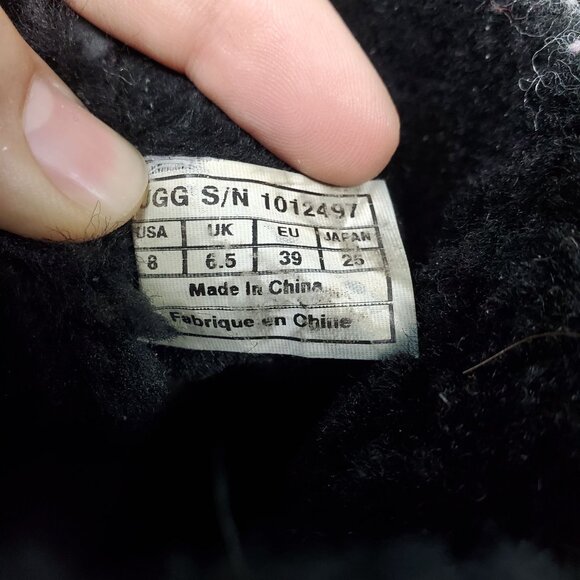 UGG S/N 1012497
USA UK EU JAPAN
8 6.5 39 25
Made In China
Fabrique en Chine